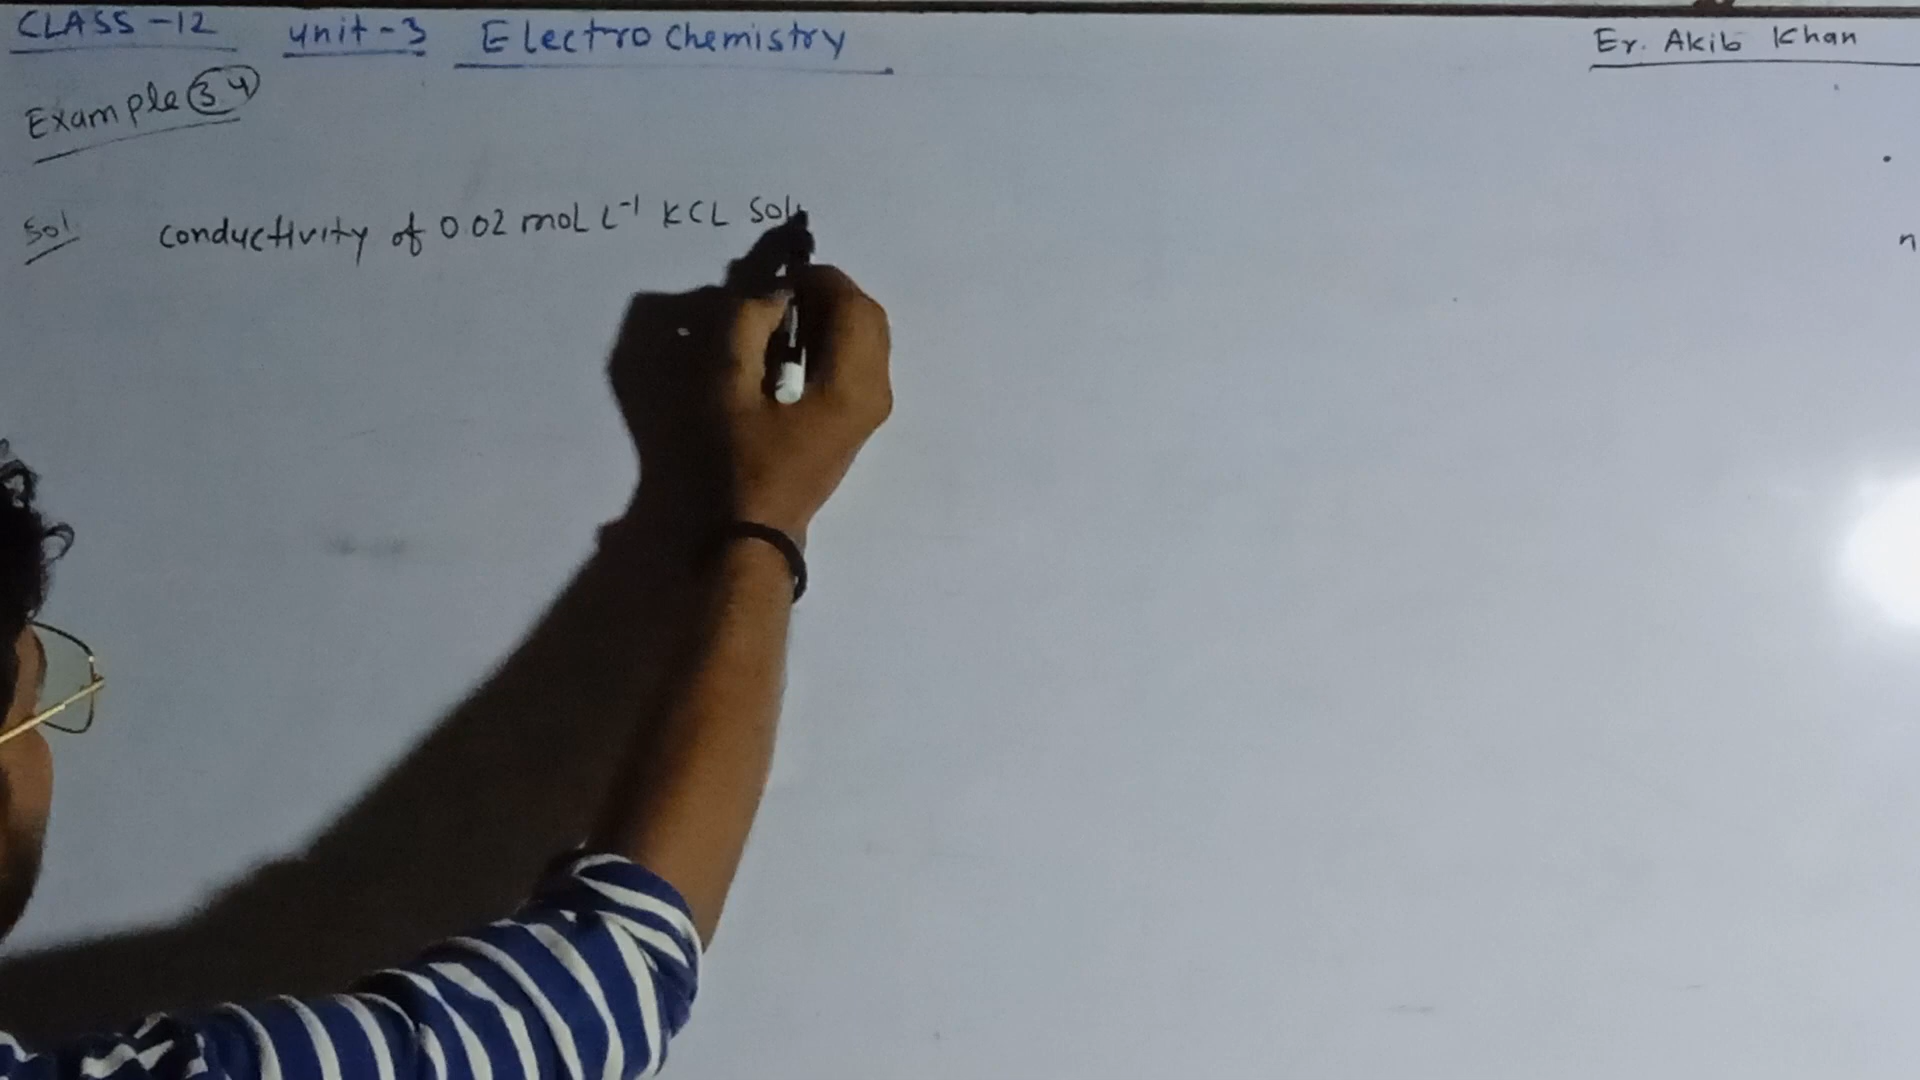 CLASS-12 unit-3 Electro Chemistry Er. Akib Khan
Example 3.4
Sol conductivity of 0.02 moL L⁻¹ KCL Sol
n